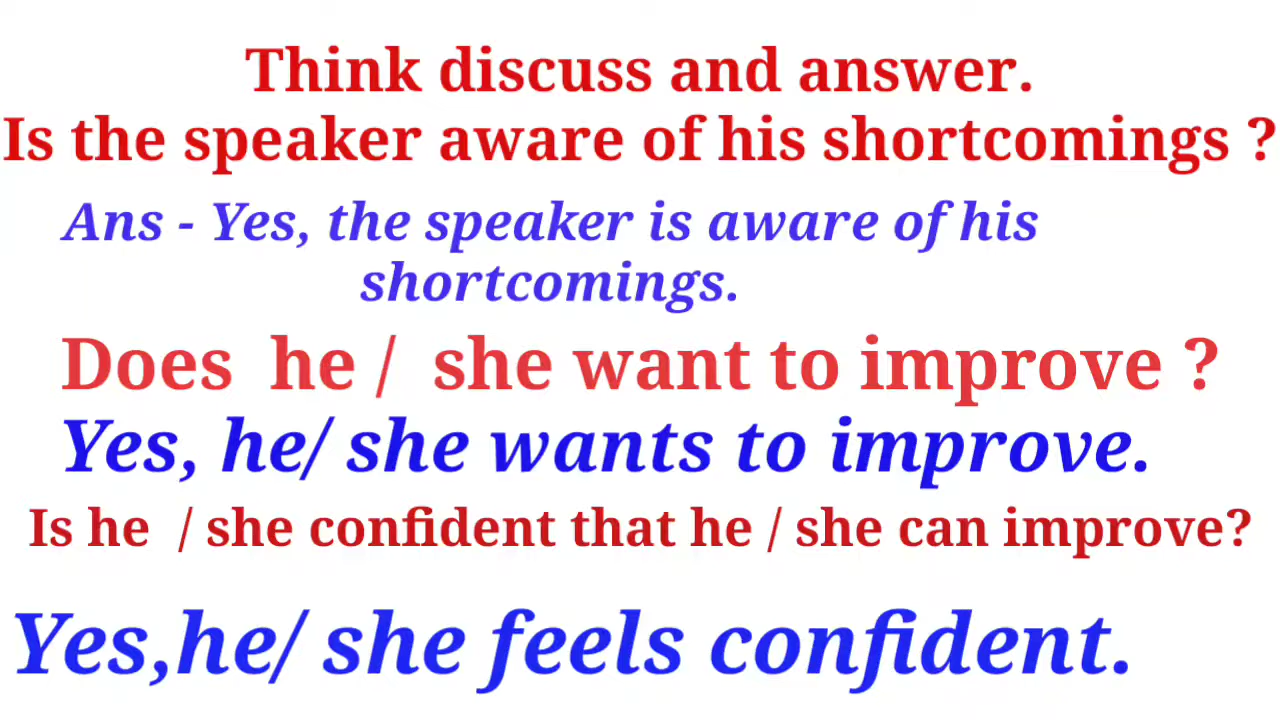 Think discuss and answer.
Is the speaker aware of his shortcomings ?
Ans - Yes, the speaker is aware of his
shortcomings.
Does he / she want to improve ?
Yes, he/ she wants to improve.
Is he / she confident that he / she can improve?
Yes,he/ she feels confident.